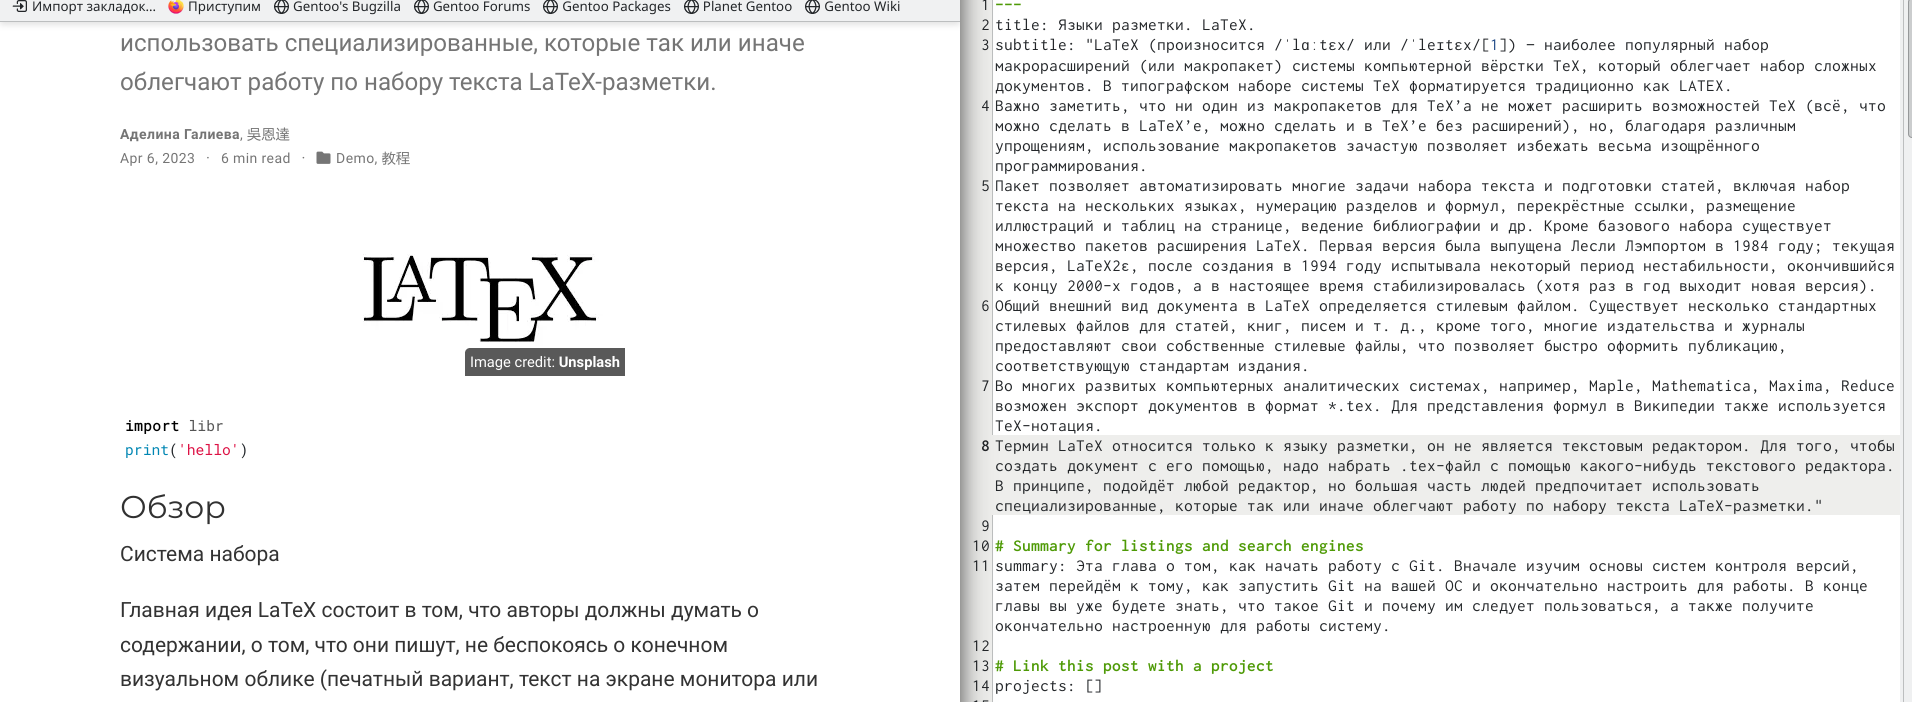 Импорт закладок...
Приступим
Gentoo's Bugzilla
Gentoo Forums
Gentoo Packages
Planet Gentoo
Gentoo Wiki
использовать специализированные, которые так или иначе
облегчают работу по набору текста LaTeX-разметки.
Аделина Галиева, 吳恩達
Apr 6, 2023 · 6 min read · Demo, 教程
LATEX
Image credit: Unsplash
import libr
print('hello')
Обзор
Система набора
Главная идея LaTeX состоит в том, что авторы должны думать о
содержании, о том, что они пишут, не беспокоясь о конечном
визуальном облике (печатный вариант, текст на экране монитора или
1 ---
2 title: Языки разметки. LaTeX.
3 subtitle: "LaTeX (произносится /ˈlɑːtɛx/ или /ˈleɪtɛx/[1]) — наиболее популярный набор
макрорасширений (или макропакет) системы компьютерной вёрстки TeX, который облегчает набор сложных
документов. В типографском наборе системы TeX форматируется традиционно как LATEX.
4 Важно заметить, что ни один из макропакетов для TeX’а не может расширить возможностей TeX (всё, что
можно сделать в LaTeX’е, можно сделать и в TeX’е без расширений), но, благодаря различным
упрощениям, использование макропакетов зачастую позволяет избежать весьма изощрённого
программирования.
5 Пакет позволяет автоматизировать многие задачи набора текста и подготовки статей, включая набор
текста на нескольких языках, нумерацию разделов и формул, перекрёстные ссылки, размещение
иллюстраций и таблиц на странице, ведение библиографии и др. Кроме базового набора существует
множество пакетов расширения LaTeX. Первая версия была выпущена Лесли Лэмпортом в 1984 году; текущая
версия, LaTeX2ε, после создания в 1994 году испытывала некоторый период нестабильности, окончившийся
к концу 2000-х годов, а в настоящее время стабилизировалась (хотя раз в год выходит новая версия).
6 Общий внешний вид документа в LaTeX определяется стилевым файлом. Существует несколько стандартных
стилевых файлов для статей, книг, писем и т. д., кроме того, многие издательства и журналы
предоставляют свои собственные стилевые файлы, что позволяет быстро оформить публикацию,
соответствующую стандартам издания.
7 Во многих развитых компьютерных аналитических системах, например, Maple, Mathematica, Maxima, Reduce
возможен экспорт документов в формат *.tex. Для представления формул в Википедии также используется
TeX-нотация.
8 Термин LaTeX относится только к языку разметки, он не является текстовым редактором. Для того, чтобы
создать документ с его помощью, надо набрать .tex-файл с помощью какого-нибудь текстового редактора.
В принципе, подойдёт любой редактор, но большая часть людей предпочитает использовать
специализированные, которые так или иначе облегчают работу по набору текста LaTeX-разметки."
9
10 # Summary for listings and search engines
11 summary: Эта глава о том, как начать работу с Git. Вначале изучим основы систем контроля версий,
затем перейдём к тому, как запустить Git на вашей ОС и окончательно настроить для работы. В конце
главы вы уже будете знать, что такое Git и почему им следует пользоваться, а также получите
окончательно настроенную для работы систему.
12
13 # Link this post with a project
14 projects: []